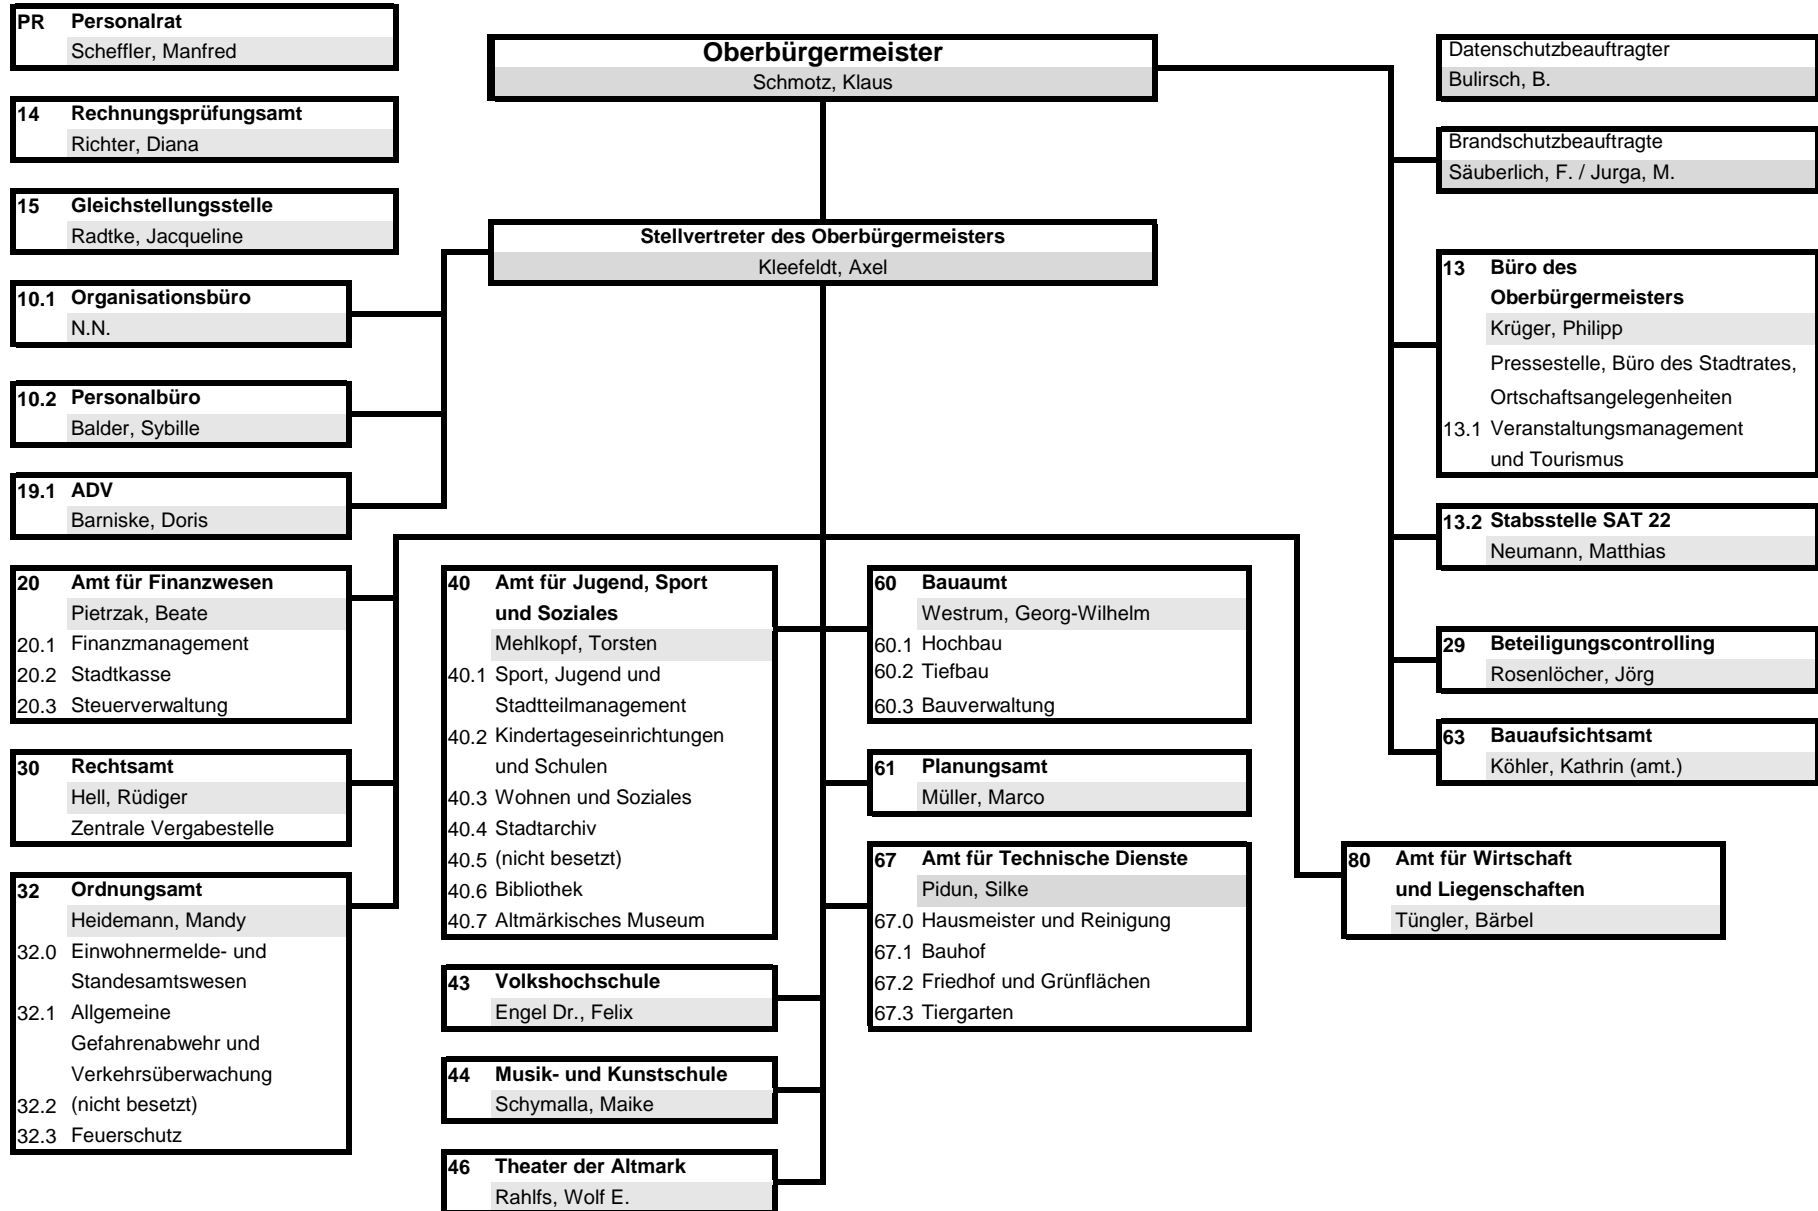 PR Personalrat
Scheffler, Manfred
14 Rechnungsprüfungsamt
Richter, Diana
15 Gleichstellungsstelle
Radtke, Jacqueline
Oberbürgermeister
Schmotz, Klaus
Stellvertreter des Oberbürgermeisters
Kleefeldt, Axel
Datenschutzbeauftragter
Bulirsch, B.
Brandschutzbeauftragte
Säuberlich, F. / Jurga, M.
10.1 Organisationsbüro
N.N.
10.2 Personalbüro
Balder, Sybille
19.1 ADV
Barniske, Doris
13 Büro des
Oberbürgermeisters
Krüger, Philipp
Pressestelle, Büro des Stadtrates,
Ortschaftsangelegenheiten
13.1 Veranstaltungsmanagement
und Tourismus
13.2 Stabsstelle SAT 22
Neumann, Matthias
29 Beteiligungscontrolling
Rosenlöcher, Jörg
63 Bauaufsichtsamt
Köhler, Kathrin (amt.)
20 Amt für Finanzwesen
Pietrzak, Beate
20.1 Finanzmanagement
20.2 Stadtkasse
20.3 Steuerverwaltung
30 Rechtsamt
Hell, Rüdiger
Zentrale Vergabestelle
32 Ordnungsamt
Heidemann, Mandy
32.0 Einwohnermelde- und
Standesamtswesen
32.1 Allgemeine
Gefahrenabwehr und
Verkehrsüberwachung
32.2 (nicht besetzt)
32.3 Feuerschutz
40 Amt für Jugend, Sport
und Soziales
Mehlkopf, Torsten
40.1 Sport, Jugend und
Stadtteilmanagement
40.2 Kindertageseinrichtungen
und Schulen
40.3 Wohnen und Soziales
40.4 Stadtarchiv
40.5 (nicht besetzt)
40.6 Bibliothek
40.7 Altmärkisches Museum
43 Volkshochschule
Engel Dr., Felix
44 Musik- und Kunstschule
Schymalla, Maike
46 Theater der Altmark
Rahlfs, Wolf E.
60 Bauaumt
Westrum, Georg-Wilhelm
60.1 Hochbau
60.2 Tiefbau
60.3 Bauverwaltung
61 Planungsamt
Müller, Marco
67 Amt für Technische Dienste
Pidun, Silke
67.0 Hausmeister und Reinigung
67.1 Bauhof
67.2 Friedhof und Grünflächen
67.3 Tiergarten
80 Amt für Wirtschaft
und Liegenschaften
Tüngler, Bärbel